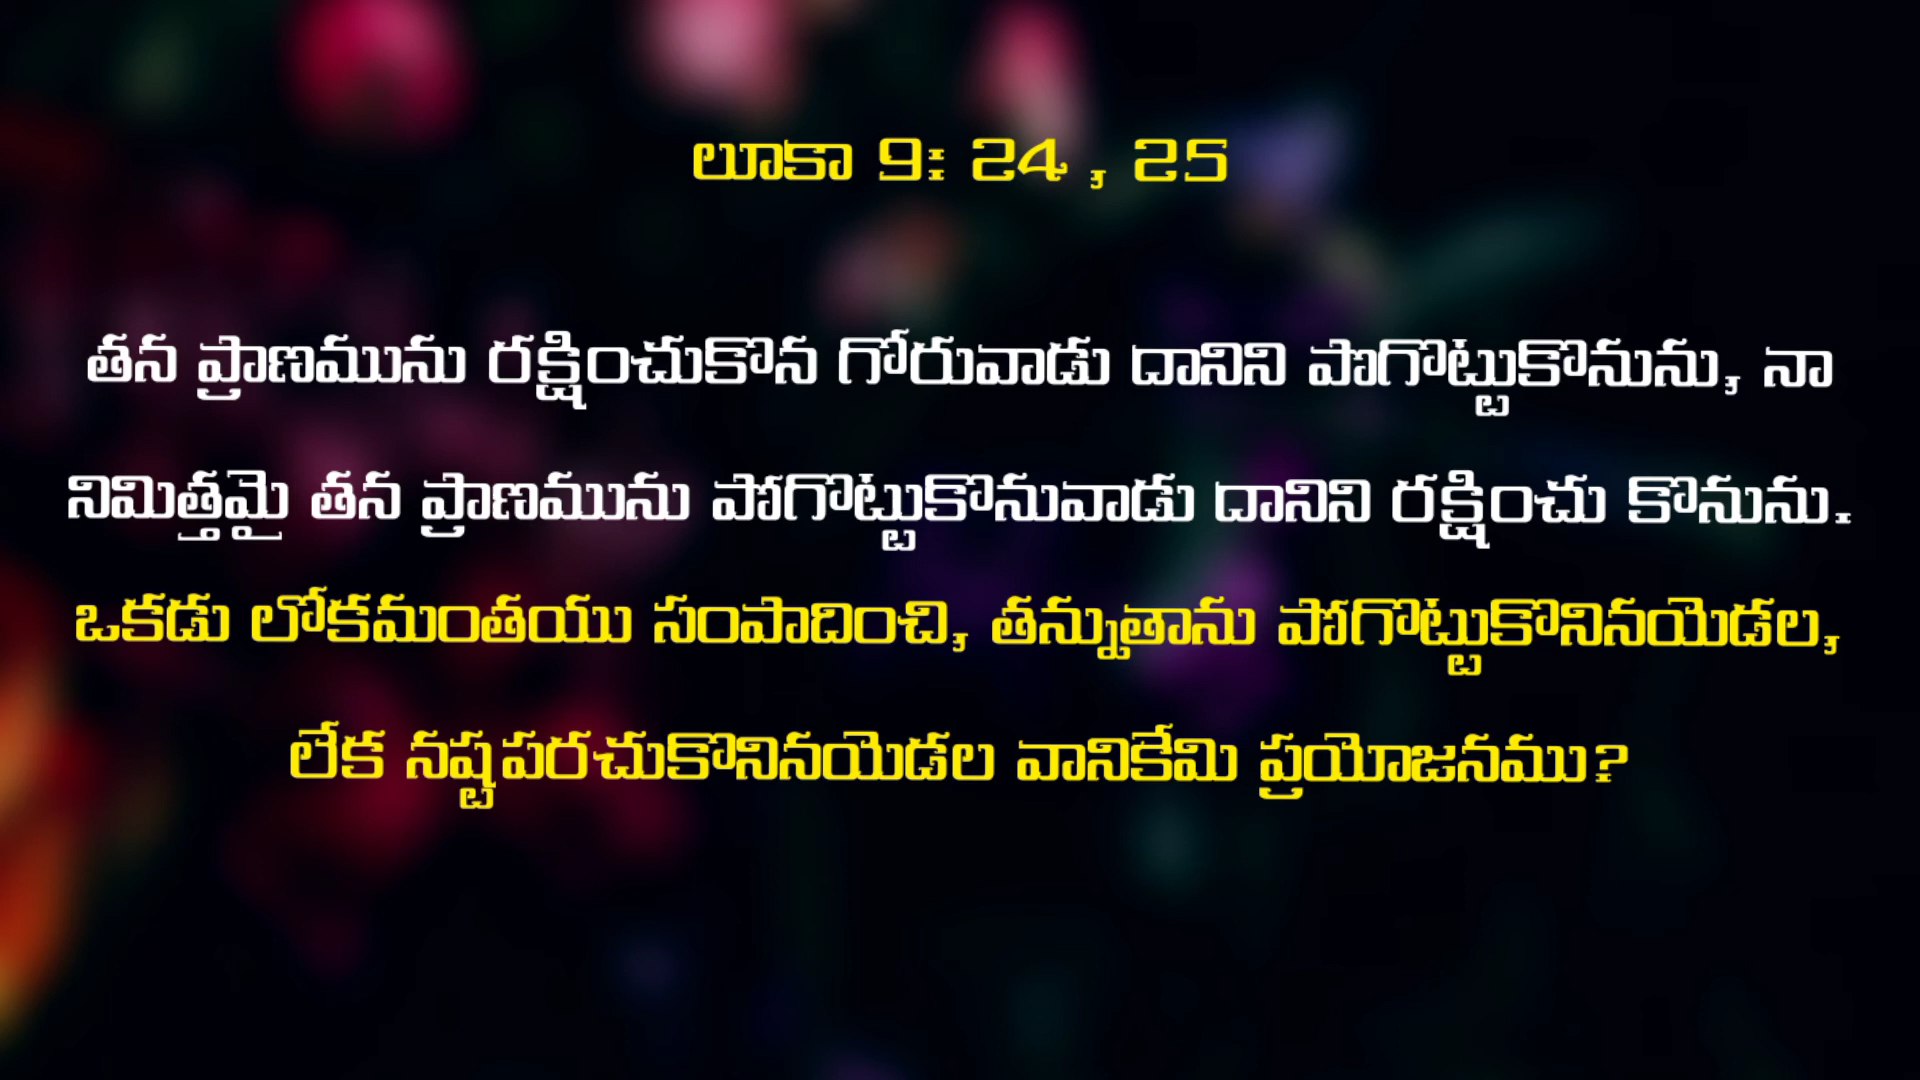 లూకా 9: 24 , 25
తన ప్రాణమును రక్షించుకొన గోరువాడు దానిని పొగొట్టుకొనును, నా
నిమిత్తమై తన ప్రాణమును పోగొట్టుకొనువాడు దానిని రక్షించు కొనును.
ఒకడు లోకమంతయు సంపాదించి, తన్నుతాను పోగొట్టుకొనినయెడల,
లేక నష్టపరచుకొనినయెడల వానికేమి ప్రయోజనము?